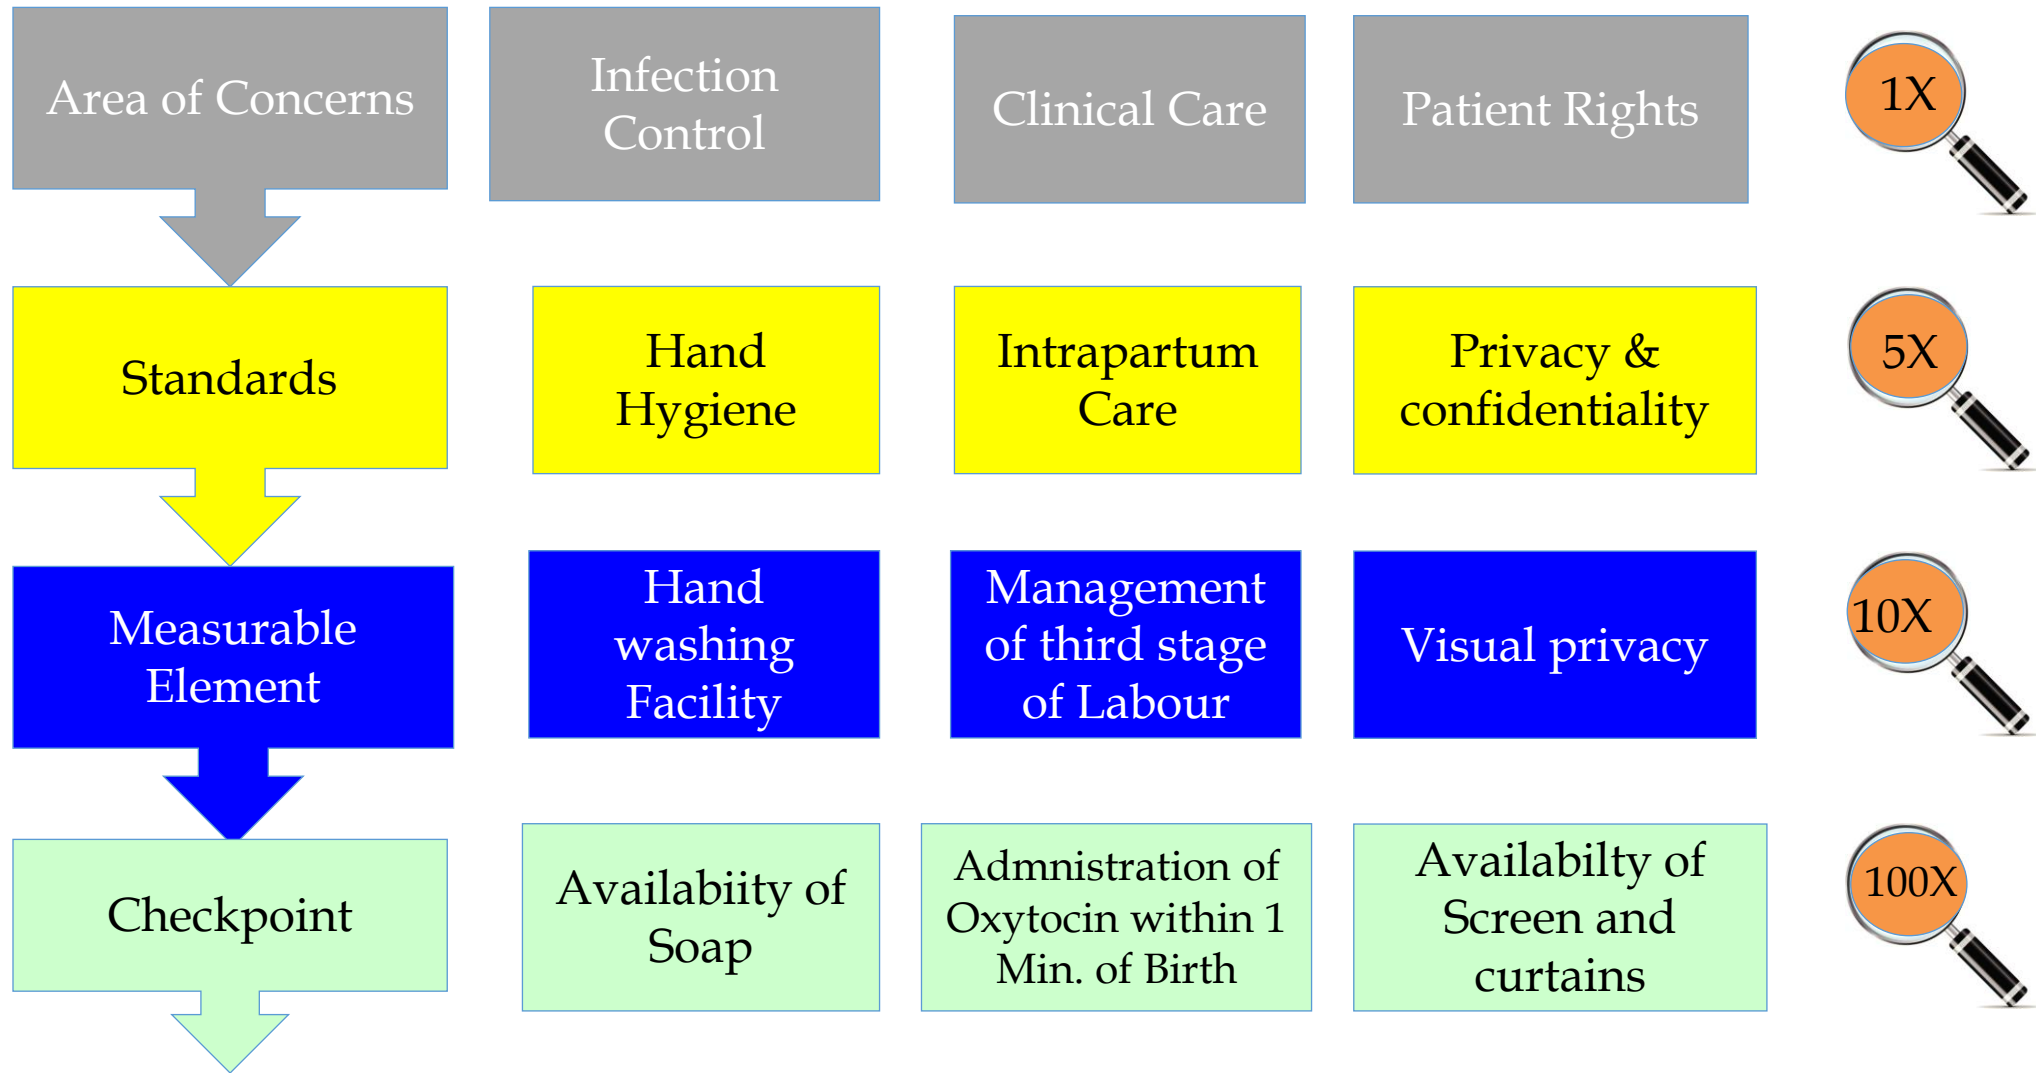 Area of Concerns
Infection
Control
Clinical Care
Patient Rights
1X
Standards
Hand
Hygiene
Intrapartum
Care
Privacy &
confidentiality
5X
Measurable
Element
Hand
washing
Facility
Management
of third stage
of Labour
Visual privacy
10X
Checkpoint
Availabiity of
Soap
Admnistration of
Oxytocin within 1
Min. of Birth
Availabilty of
Screen and
curtains
100X